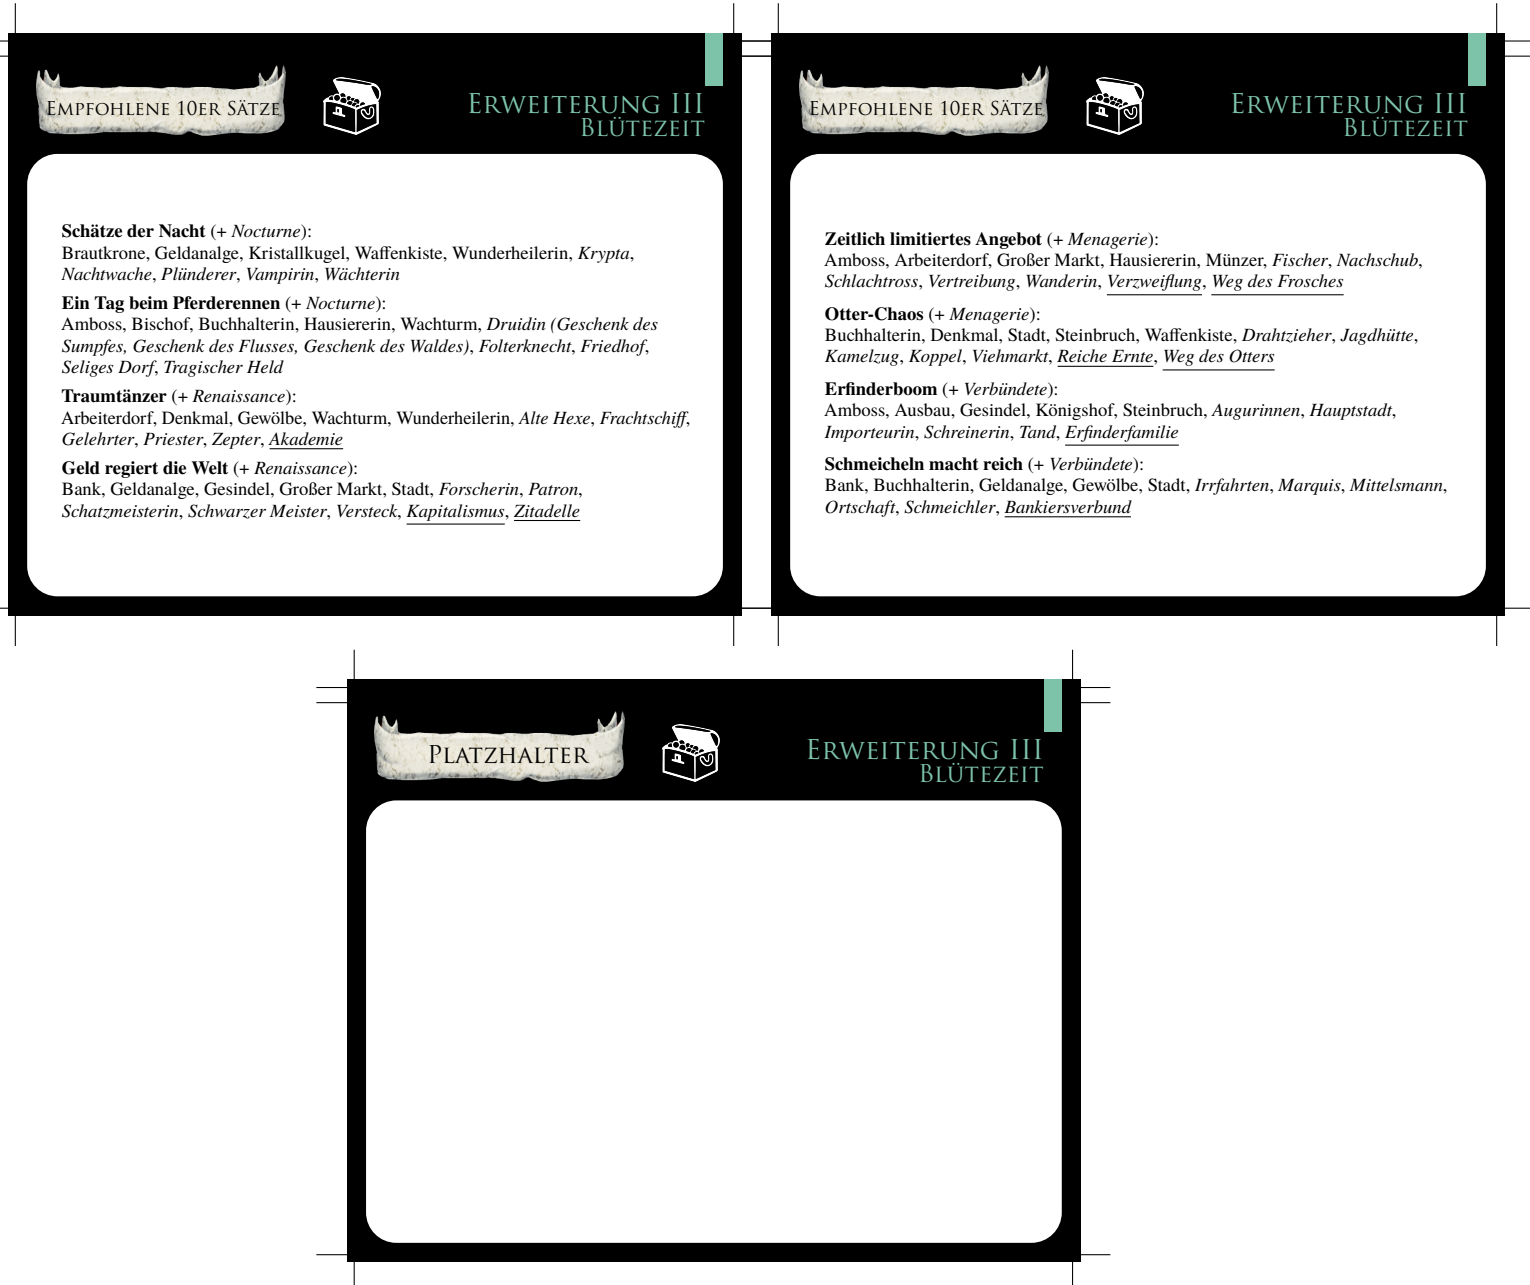 Empfohlene 10er Sätze
Erweiterung III
Blütezeit
Schätze der Nacht (+ Nocturne):
Brautkrone, Geldanalge, Kristallkugel, Waffenkiste, Wunderheilerin, Krypta,
Nachtwache, Plünderer, Vampirin, Wächterin
Ein Tag beim Pferderennen (+ Nocturne):
Amboss, Bischof, Buchhalterin, Hausiererin, Wachturm, Druidin (Geschenk des
Sumpfes, Geschenk des Flusses, Geschenk des Waldes), Folterknecht, Friedhof,
Seliges Dorf, Tragischer Held
Traumtänzer (+ Renaissance):
Arbeiterdorf, Denkmal, Gewölbe, Wachturm, Wunderheilerin, Alte Hexe, Frachtschiff,
Gelehrter, Priester, Zepter, Akademie
Geld regiert die Welt (+ Renaissance):
Bank, Geldanalge, Gesindel, Großer Markt, Stadt, Forscherin, Patron,
Schatzmeisterin, Schwarzer Meister, Versteck, Kapitalismus, Zitadelle
Empfohlene 10er Sätze
Erweiterung III
Blütezeit
Zeitlich limitiertes Angebot (+ Menagerie):
Amboss, Arbeiterdorf, Großer Markt, Hausiererin, Münzer, Fischer, Nachschub,
Schlachtross, Vertreibung, Wanderin, Verzweiflung, Weg des Frosches
Otter-Chaos (+ Menagerie):
Buchhalterin, Denkmal, Stadt, Steinbruch, Waffenkiste, Drahtzieher, Jagdhütte,
Kamelzug, Koppel, Viehmarkt, Reiche Ernte, Weg des Otters
Erfinderboom (+ Verbündete):
Amboss, Ausbau, Gesindel, Königshof, Steinbruch, Augurinnen, Hauptstadt,
Importeurin, Schreinerin, Tand, Erfinderfamilie
Schmeicheln macht reich (+ Verbündete):
Bank, Buchhalterin, Geldanalge, Gewölbe, Stadt, Irrfahrten, Marquis, Mittelsmann,
Ortschaft, Schmeichler, Bankiersverbund
Platzhalter
Erweiterung III
Blütezeit